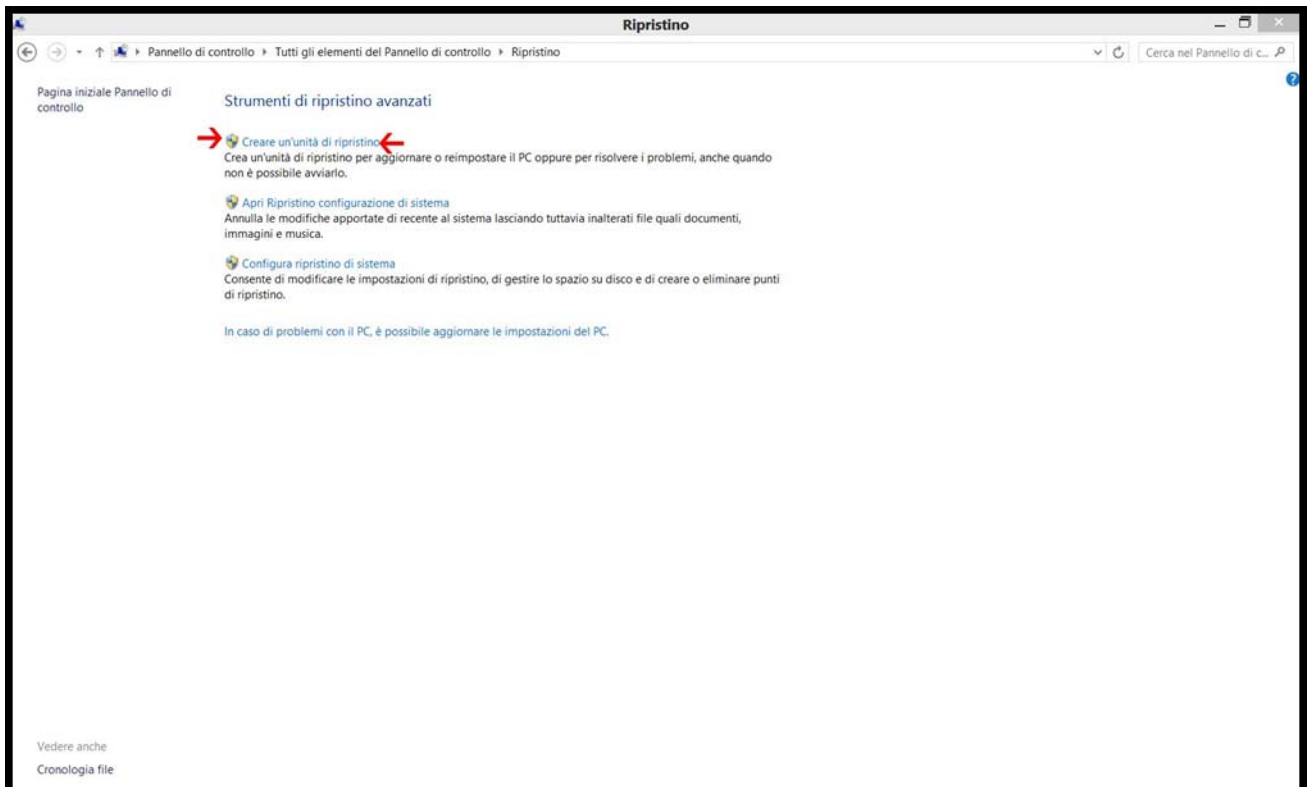 Ripristino
Pannello di controllo Tutti gli elementi del Pannello di controllo Ripristino
Cerca nel Pannello di c...
Pagina iniziale Pannello di
controllo
Strumenti di ripristino avanzati
Creare un'unità di ripristino
Crea un'unità di ripristino per aggiornare o reimpostare il PC oppure per risolvere i problemi, anche quando
non è possibile avviarlo.
Apri Ripristino configurazione di sistema
Annulla le modifiche apportate di recente al sistema lasciando tuttavia inalterati file quali documenti,
immagini e musica.
Configura ripristino di sistema
Consente di modificare le impostazioni di ripristino, di gestire lo spazio su disco e di creare o eliminare punti
di ripristino.
In caso di problemi con il PC, è possibile aggiornare le impostazioni del PC.
Vedere anche
Cronologia file